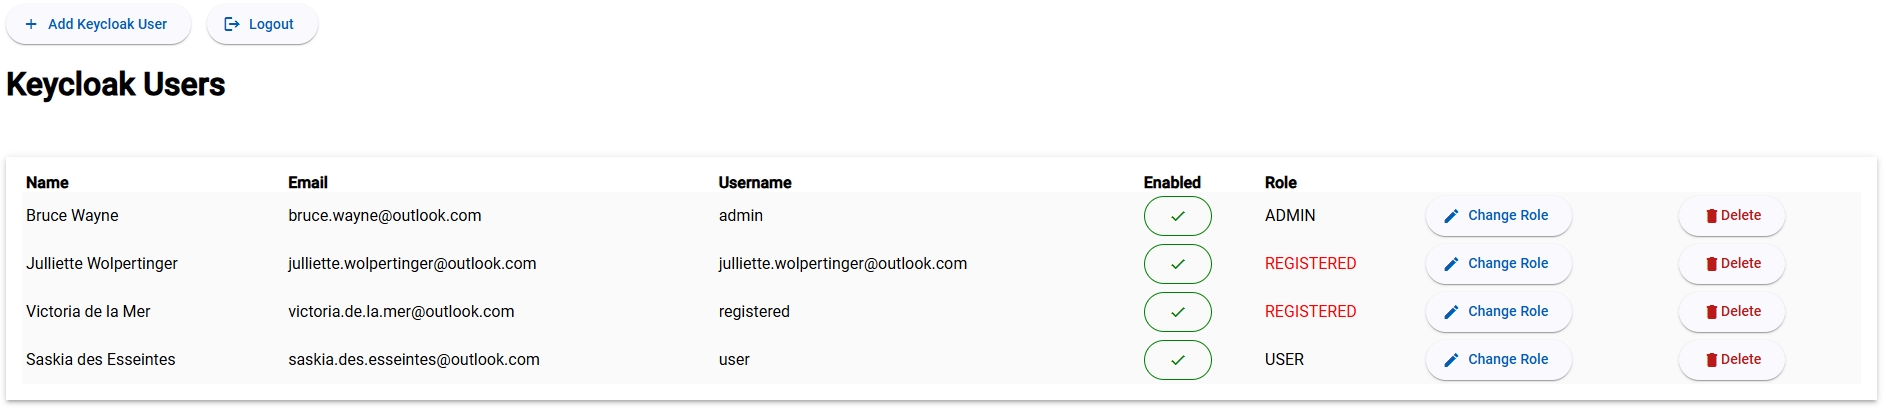 Add Keycloak User Logout
Keycloak Users
Name Email Username Enabled Role
Bruce Wayne bruce.wayne@outlook.com admin ADMIN Change Role Delete
Julliette Wolpertinger julliette.wolpertinger@outlook.com julliette.wolpertinger@outlook.com REGISTERED Change Role Delete
Victoria de la Mer victoria.de.la.mer@outlook.com registered REGISTERED Change Role Delete
Saskia des Esseintes saskia.des.esseintes@outlook.com user USER Change Role Delete